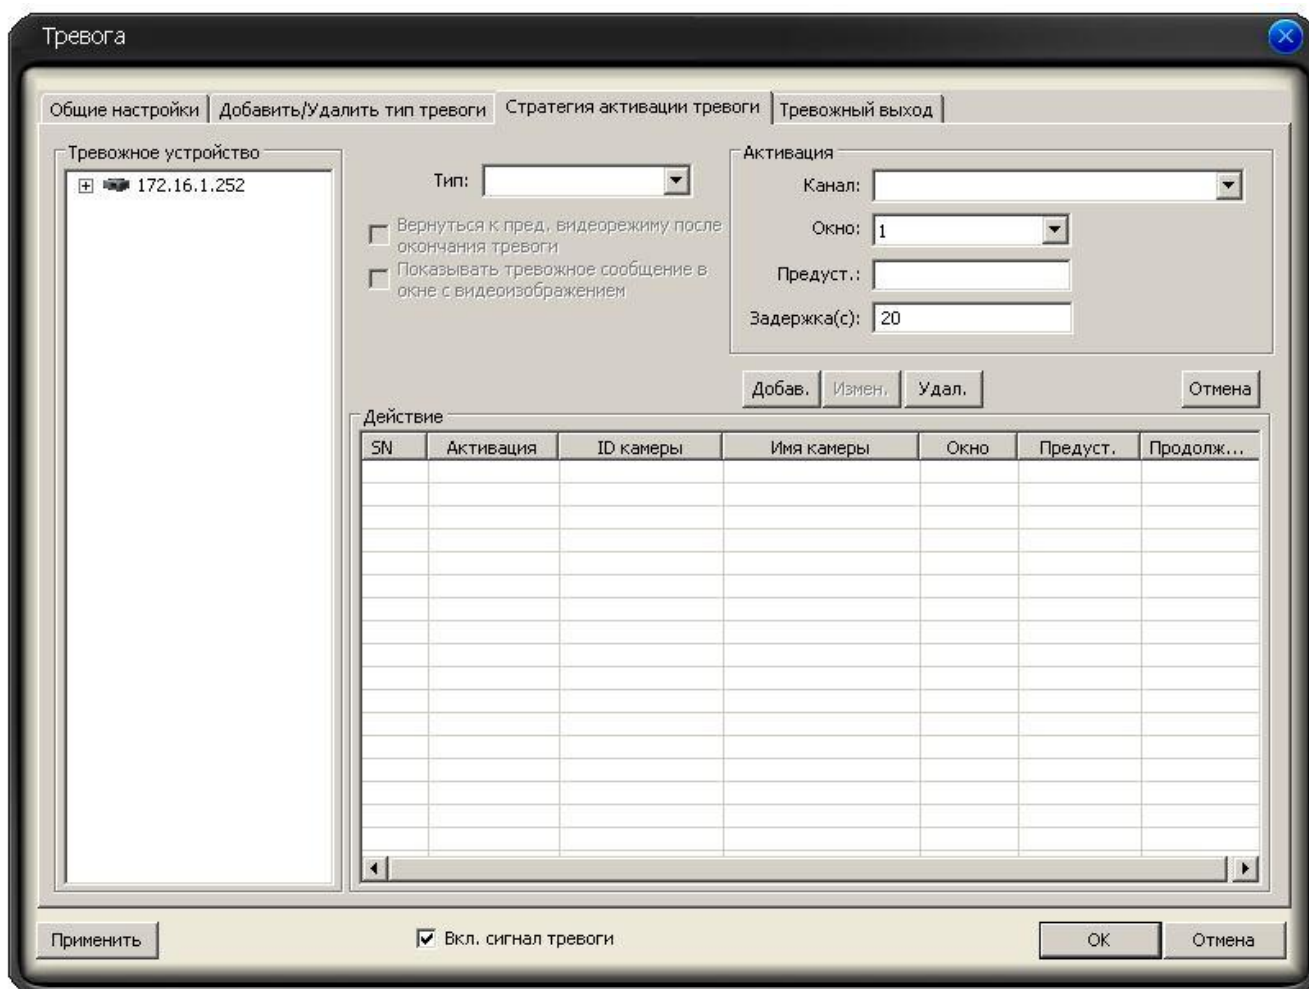 Тревога
Общие настройки
Добавить/Удалить тип тревоги
Стратегия активации тревоги
Тревожный выход
Тревожное устройство
172.16.1.252
Тип:
Вернуться к пред. видеорежиму после
окончания тревоги
Показывать тревожное сообщение в
окне с видеоизображением
Активация
Канал:
Окно: 1
Предуст.:
Задержка(с): 20
Добав.
Измен.
Удал.
Отмена
Действие
SN
Активация
ID камеры
Имя камеры
Окно
Предуст.
Продолж...
Применить
Вкл. сигнал тревоги
OK
Отмена